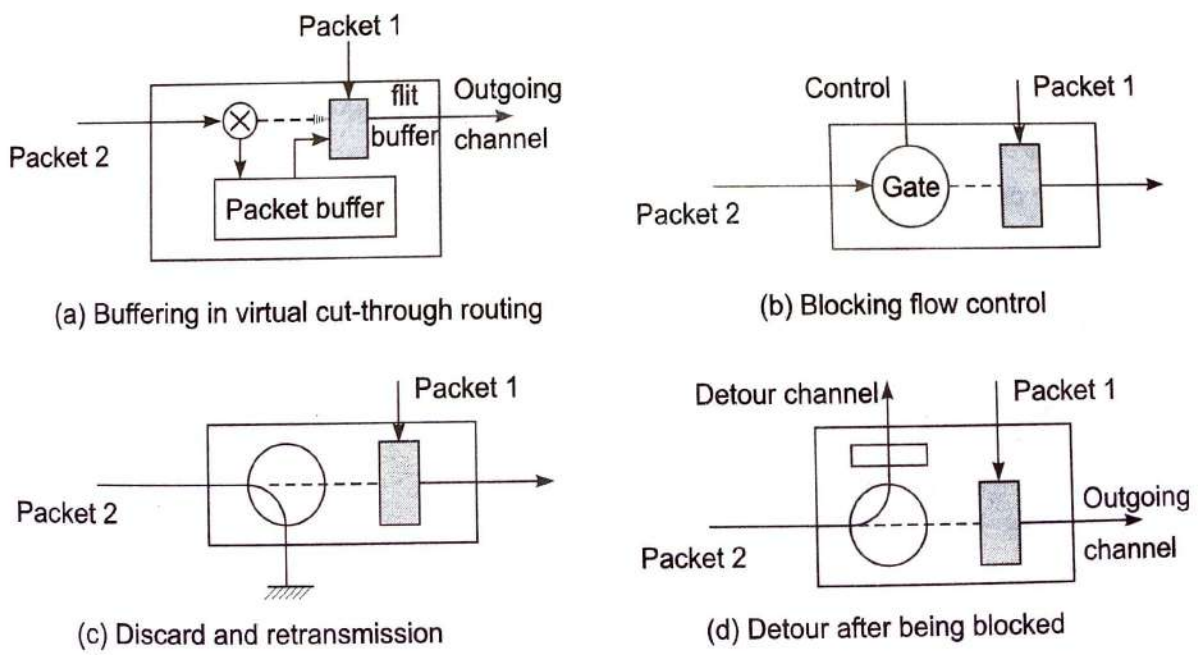 Packet 1
flit
Outgoing
buffer
channel
Packet 2
Packet buffer
(a) Buffering in virtual cut-through routing
Control
Packet 1
Gate
Packet 2
(b) Blocking flow control
Packet 1
Packet 2
(c) Discard and retransmission
Detour channel
Packet 1
Outgoing
Packet 2
channel
(d) Detour after being blocked